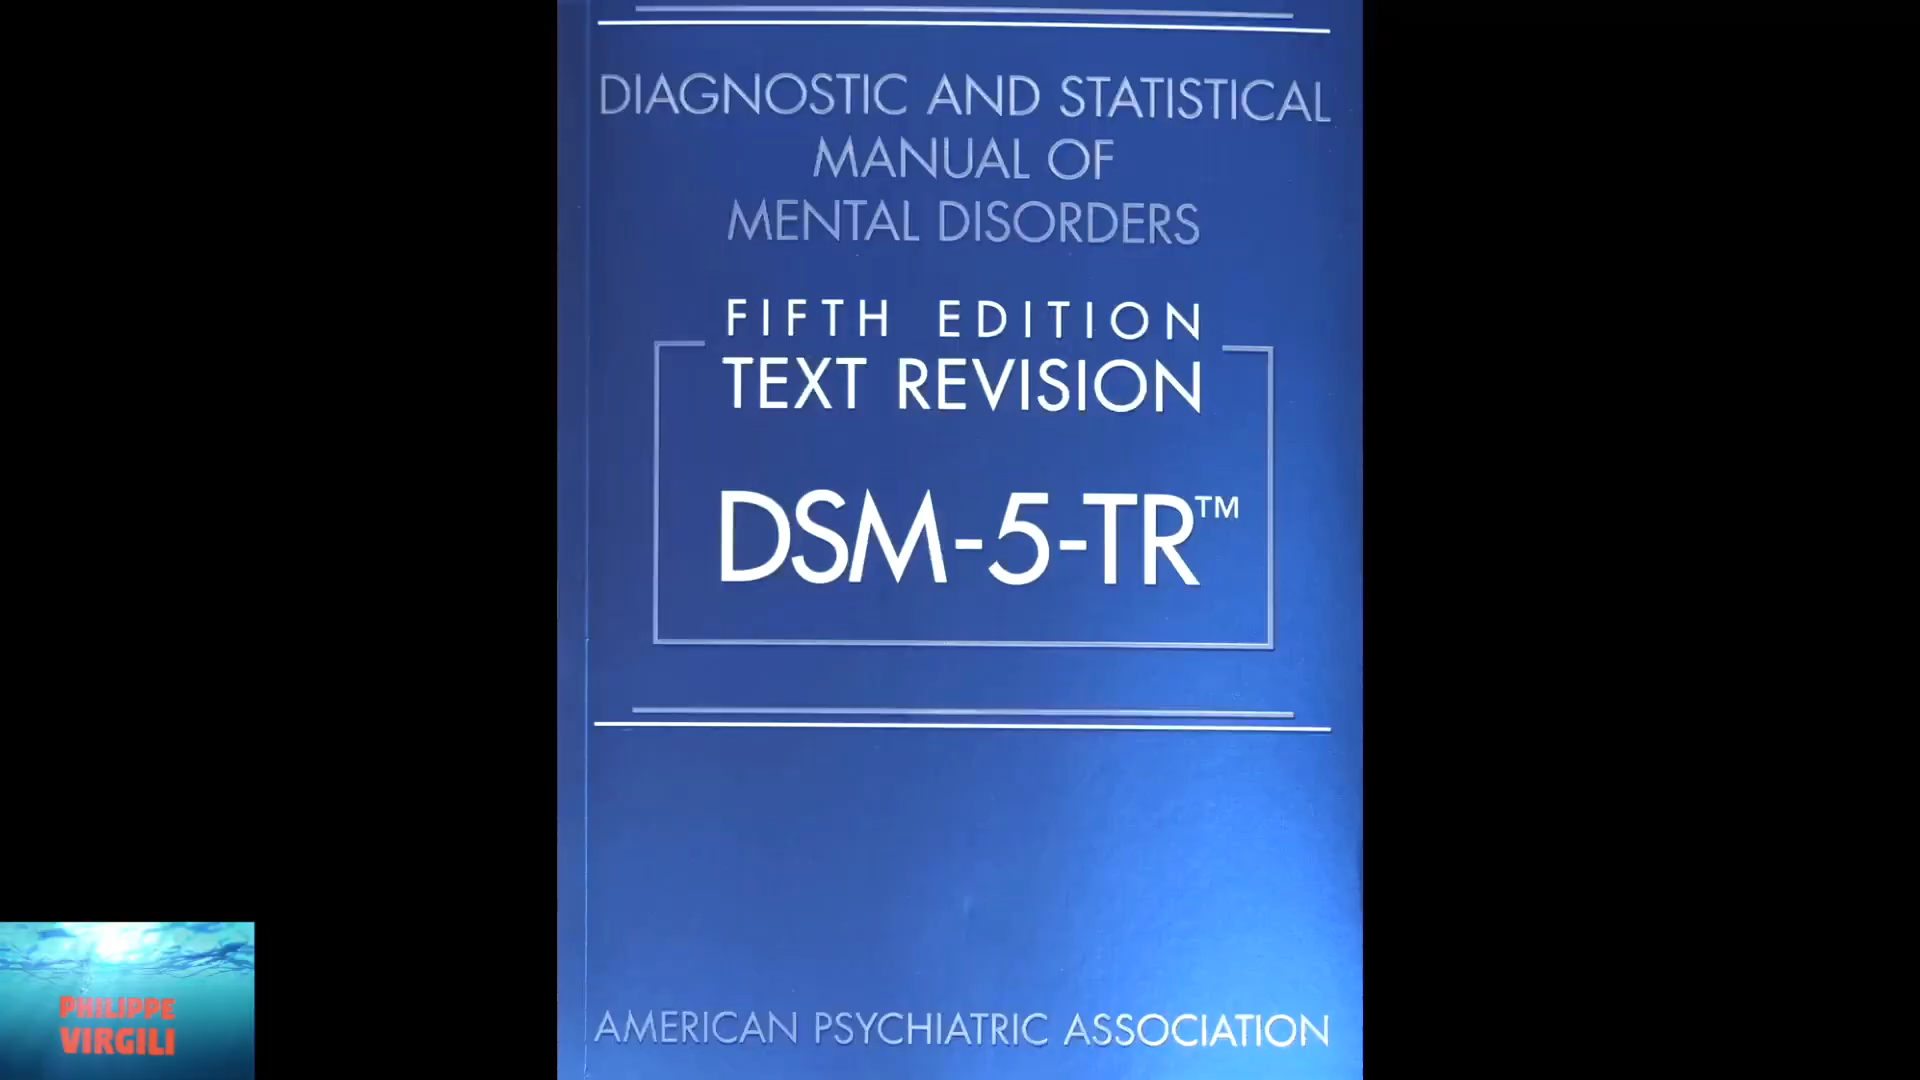 DIAGNOSTIC AND STATISTICAL
MANUAL OF
MENTAL DISORDERS
FIFTH EDITION
TEXT REVISION
DSM-5-TR™
AMERICAN PSYCHIATRIC ASSOCIATION
PHILIPPE
VIRGILI